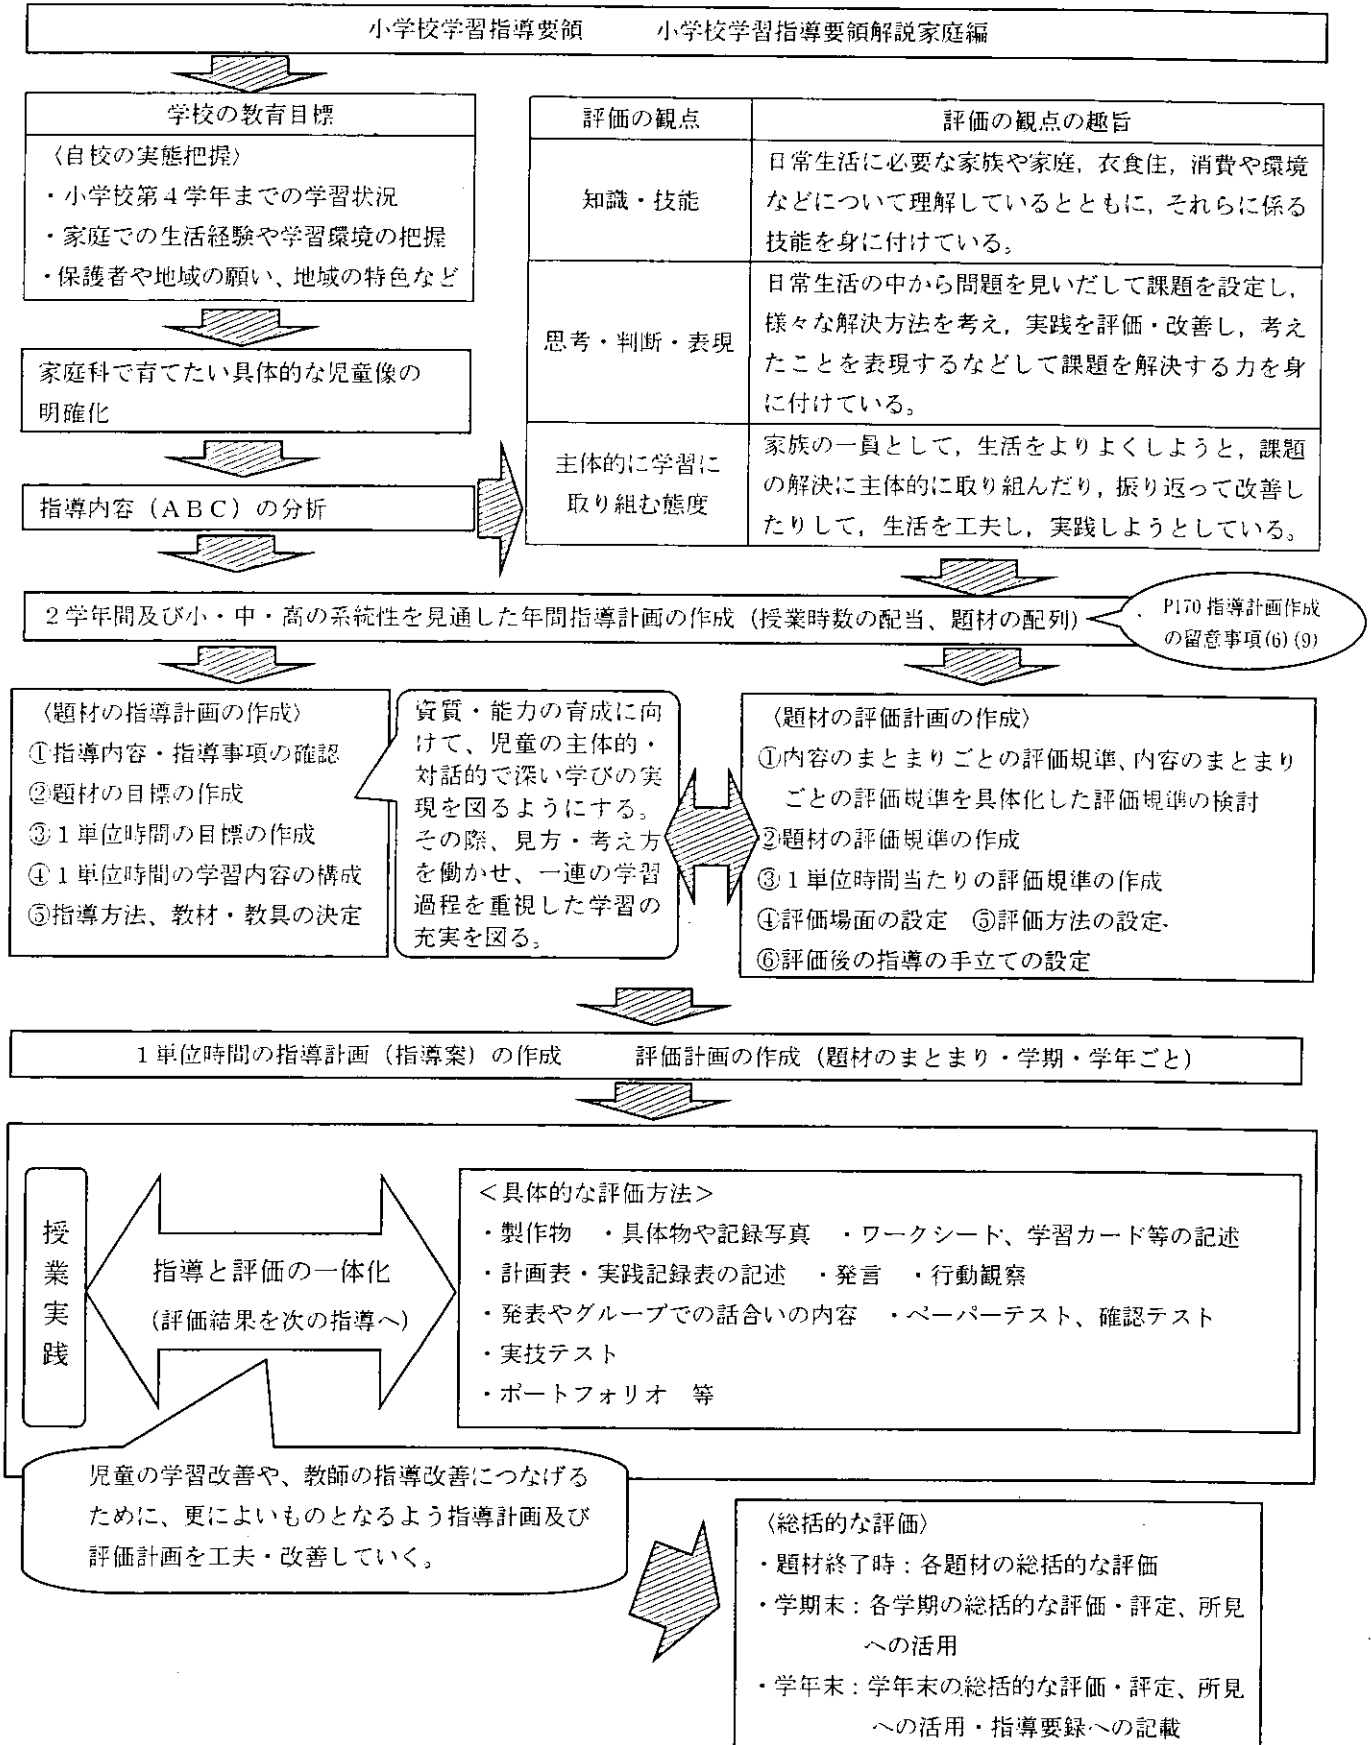 小学校学習指導要領　　小学校学習指導要領解説家庭編
学校の教育目標
〈自校の実態把握〉
・小学校第４学年までの学習状況
・家庭での生活経験や学習環境の把握
・保護者や地域の願い、地域の特色など
家庭科で育てたい具体的な児童像の
明確化
指導内容（ＡＢＣ）の分析
評価の観点　評価の観点の趣旨
知識・技能
日常生活に必要な家族や家庭，衣食住，消費や環境
などについて理解しているとともに，それらに係る
技能を身に付けている。
思考・判断・表現
日常生活の中から問題を見いだして課題を設定し，
様々な解決方法を考え，実践を評価・改善し，考え
たことを表現するなどして課題を解決する力を身
に付けている。
主体的に学習に
取り組む態度
家族の一員として，生活をよりよくしようと，課題
の解決に主体的に取り組んだり，振り返って改善し
たりして，生活を工夫し，実践しようとしている。
２学年間及び小・中・高の系統性を見通した年間指導計画の作成（授業時数の配当、題材の配列）
P170 指導計画作成
の留意事項(6)(9)
〈題材の指導計画の作成〉
①指導内容・指導事項の確認
②題材の目標の作成
③１単位時間の目標の作成
④１単位時間の学習内容の構成
⑤指導方法、教材・教具の決定
資質・能力の育成に向
けて、児童の主体的・
対話的で深い学びの実
現を図るようにする。
その際、見方・考え方
を働かせ、一連の学習
過程を重視した学習の
充実を図る。
〈題材の評価計画の作成〉
①内容のまとまりごとの評価規準、内容のまとまり
ごとの評価規準を具体化した評価規準の検討
②題材の評価規準の作成
③１単位時間当たりの評価規準の作成
④評価場面の設定　⑤評価方法の設定
⑥評価後の指導の手立ての設定
１単位時間の指導計画（指導案）の作成　　評価計画の作成（題材のまとまり・学期・学年ごと）
授業実践
指導と評価の一体化
（評価結果を次の指導へ）
＜具体的な評価方法＞
・製作物　・具体物や記録写真　・ワークシート、学習カード等の記述
・計画表・実践記録表の記述　・発言　・行動観察
・発表やグループでの話合いの内容　・ペーパーテスト、確認テスト
・実技テスト
・ポートフォリオ　等
児童の学習改善や、教師の指導改善につなげる
ために、更によいものとなるよう指導計画及び
評価計画を工夫・改善していく。
〈総括的な評価〉
・題材終了時：各題材の総括的な評価
・学期末：各学期の総括的な評価・評定、所見
への活用
・学年末：学年末の総括的な評価・評定、所見
への活用・指導要録への記載